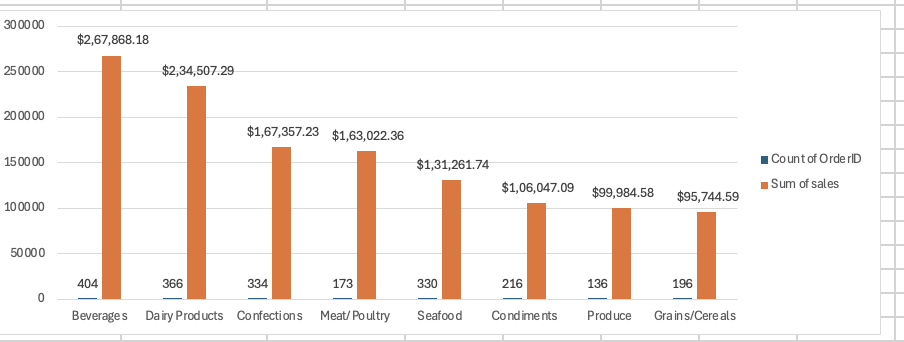 300000
250000
200000
150000
100000
50000
0
$2,67,868.18
$2,34,507.29
$1,67,357.23
$1,63,022.36
$1,31,261.74
$1,06,047.09
$99,984.58
$95,744.59
404
366
334
173
330
216
136
196
Beverages
Dairy Products
Confections
Meat/Poultry
Seafood
Condiments
Produce
Grains/Cereals
Count of OrderID
Sum of sales